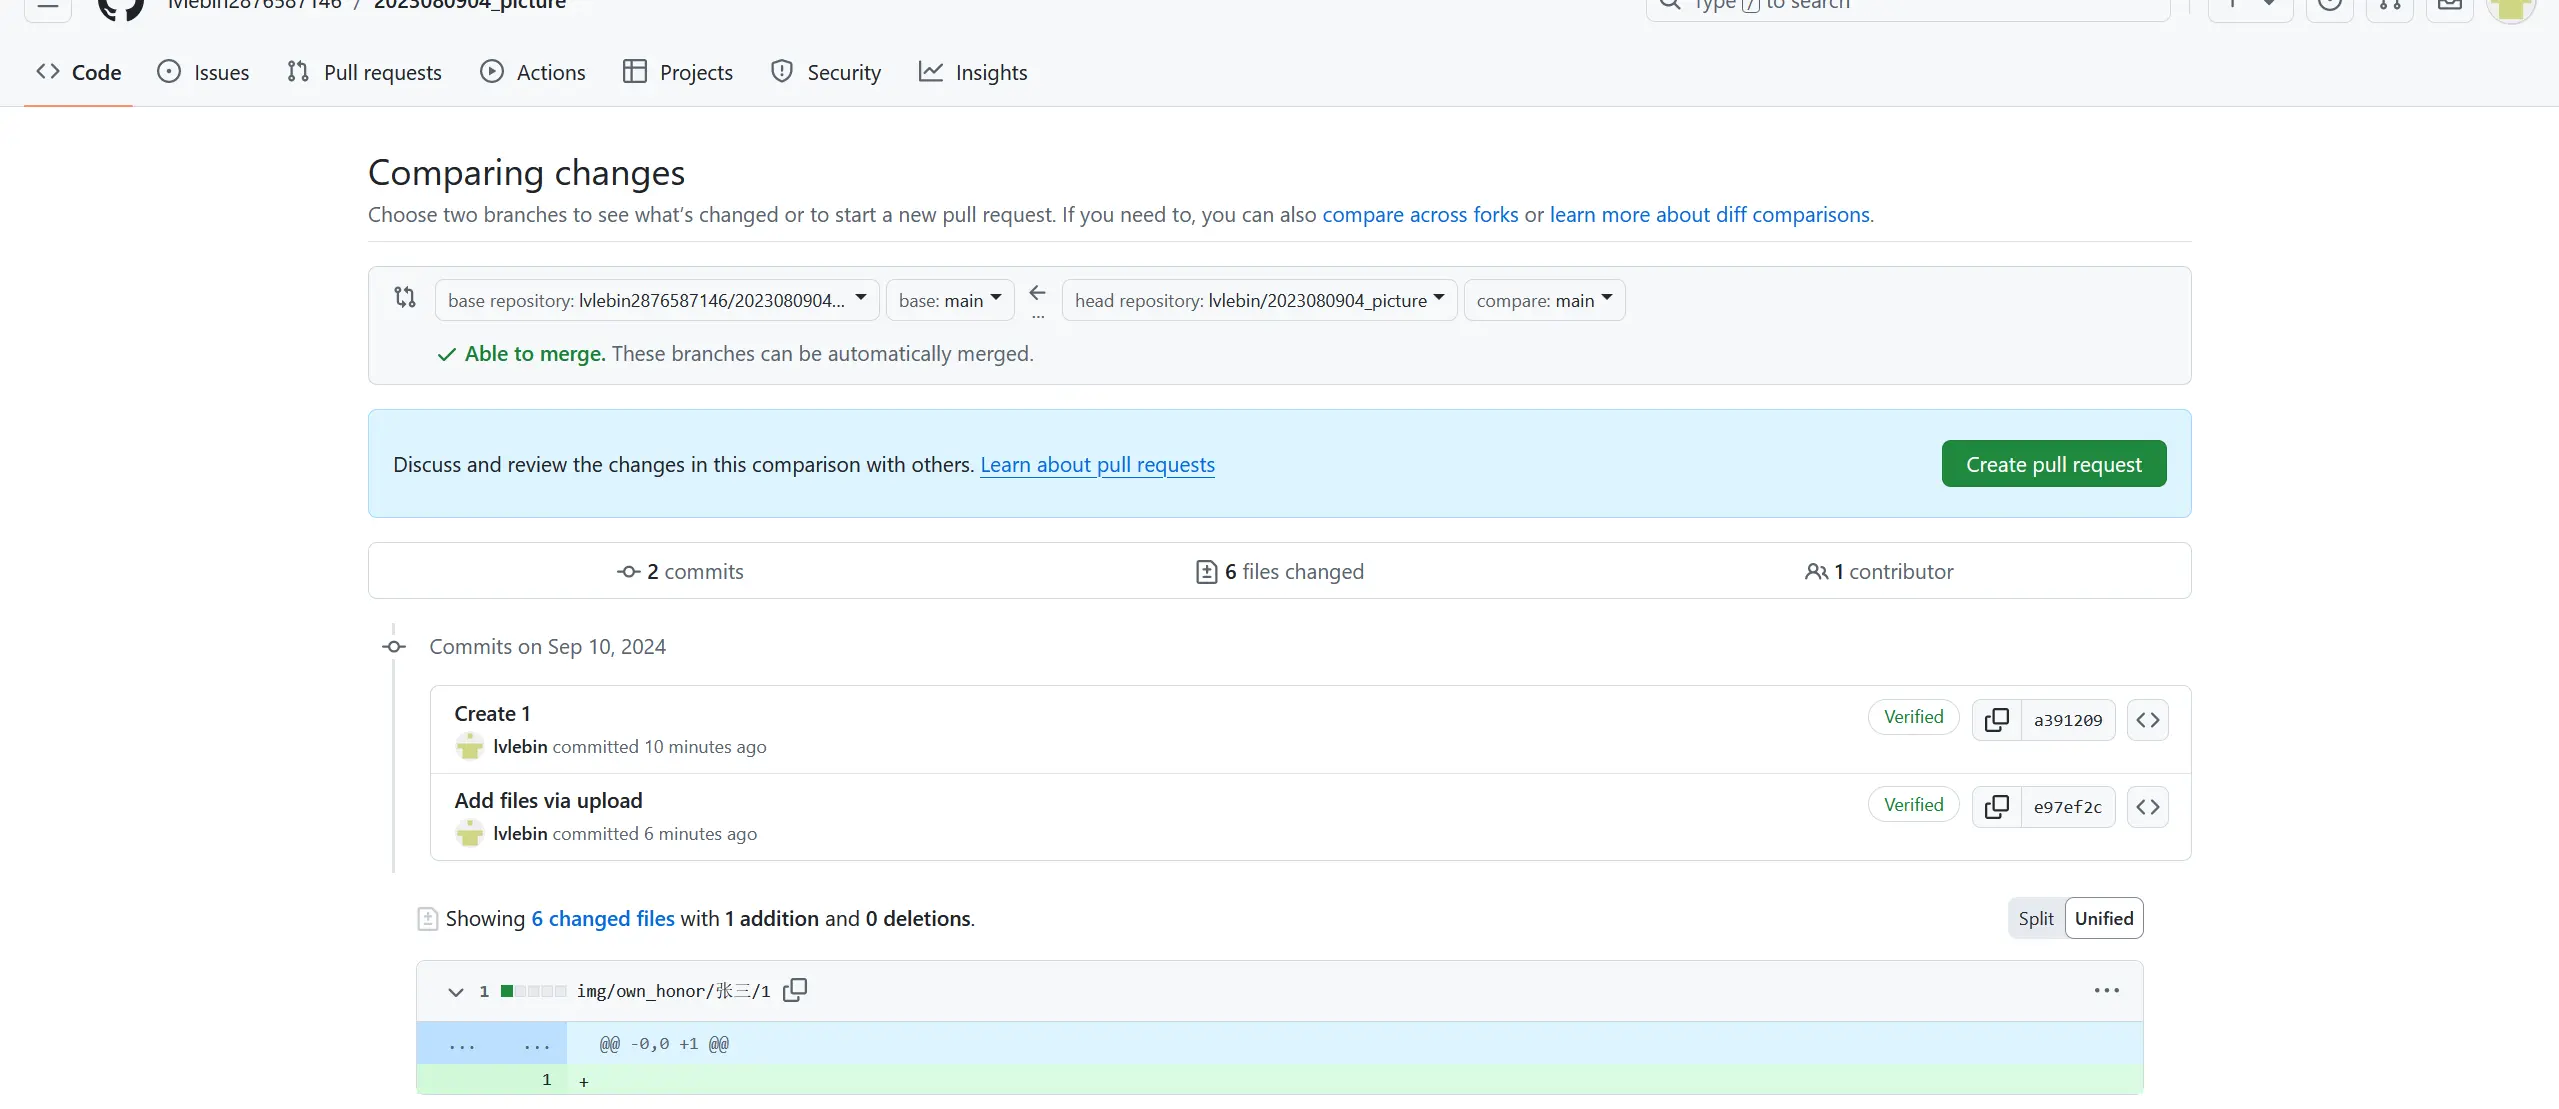 lvlebin2876587146 / 2023080904_picture
Type / to search
Code Issues Pull requests Actions Projects Security Insights
Comparing changes
Choose two branches to see what's changed or to start a new pull request. If you need to, you can also compare across forks or learn more about diff comparisons.
base repository: lvlebin2876587146/2023080904... base: main ... head repository: lvlebin/2023080904_picture compare: main
Able to merge. These branches can be automatically merged.
Discuss and review the changes in this comparison with others. Learn about pull requests
Create pull request
2 commits 6 files changed 1 contributor
Commits on Sep 10, 2024
Create 1
lvlebin committed 10 minutes ago
Verified a391209
Add files via upload
lvlebin committed 6 minutes ago
Verified e97ef2c
Showing 6 changed files with 1 addition and 0 deletions.
Split Unified
1 img/own_honor/张三/1
... ... @@ -0,0 +1 @@
1 +